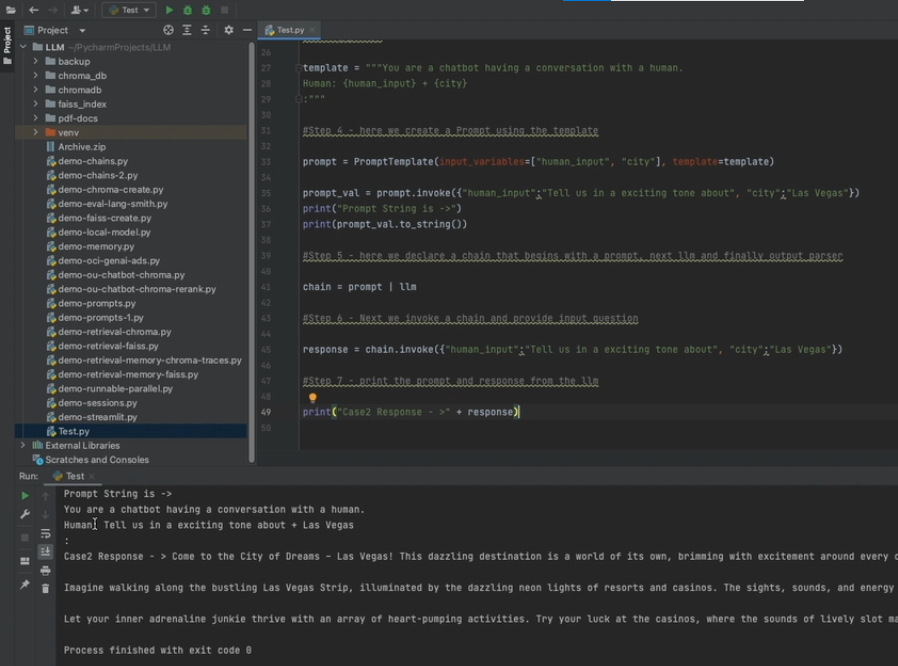 Test
Project
Test.py
Project
LLM ~/PycharmProjects/LLM
backup
chroma_db
chromadb
faiss_index
pdf-docs
venv
Archive.zip
demo-chains.py
demo-chains-2.py
demo-chroma-create.py
demo-eval-lang-smith.py
demo-faiss-create.py
demo-local-model.py
demo-memory.py
demo-oci-genai-ads.py
demo-ou-chatbot-chroma.py
demo-ou-chatbot-chroma-rerank.py
demo-prompts.py
demo-prompts-1.py
demo-retrieval-chroma.py
demo-retrieval-faiss.py
demo-retrieval-memory-chroma-traces.py
demo-retrieval-memory-faiss.py
demo-runnable-parallel.py
demo-sessions.py
demo-streamlit.py
Test.py
External Libraries
Scratches and Consoles
26
27 template = """You are a chatbot having a conversation with a human.
28 Human: {human_input} + {city}
29 :"""
30
31 #Step 4 - here we create a Prompt using the template
32
33 prompt = PromptTemplate(input_variables=["human_input", "city"], template=template)
34
35 prompt_val = prompt.invoke({"human_input":"Tell us in a exciting tone about", "city":"Las Vegas"})
36 print("Prompt String is ->")
37 print(prompt_val.to_string())
38
39 #Step 5 - here we declare a chain that begins with a prompt, next llm and finally output parser
40
41 chain = prompt | llm
42
43 #Step 6 - Next we invoke a chain and provide input question
44
45 response = chain.invoke({"human_input":"Tell us in a exciting tone about", "city":"Las Vegas"})
46
47 #Step 7 - print the prompt and response from the llm
48
49 print("Case2 Response - >" + response)
50
Run: Test
Prompt String is ->
You are a chatbot having a conversation with a human.
Human: Tell us in a exciting tone about + Las Vegas
:
Case2 Response - > Come to the City of Dreams – Las Vegas! This dazzling destination is a world of its own, brimming with excitement around every
Imagine walking along the bustling Las Vegas Strip, illuminated by the dazzling neon lights of resorts and casinos. The sights, sounds, and energy
Let your inner adrenaline junkie thrive with an array of heart-pumping activities. Try your luck at the casinos, where the sounds of lively slot
Process finished with exit code 0